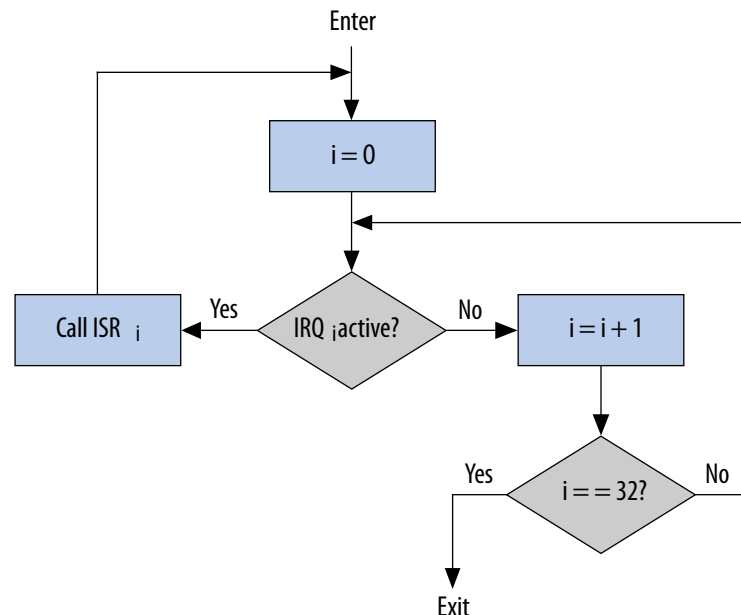 Enter
i = 0
Call ISR i
Yes
IRQ i active?
No
i = i + 1
Yes
i = = 32?
No
Exit